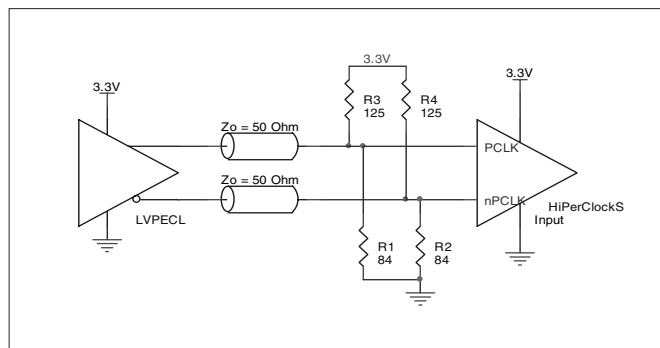 3.3V
3.3V
3.3V
R3
125
R4
125
Zo = 50 Ohm
PCLK
Zo = 50 Ohm
nPCLK
HiPerClockS
Input
LVPECL
R1
84
R2
84